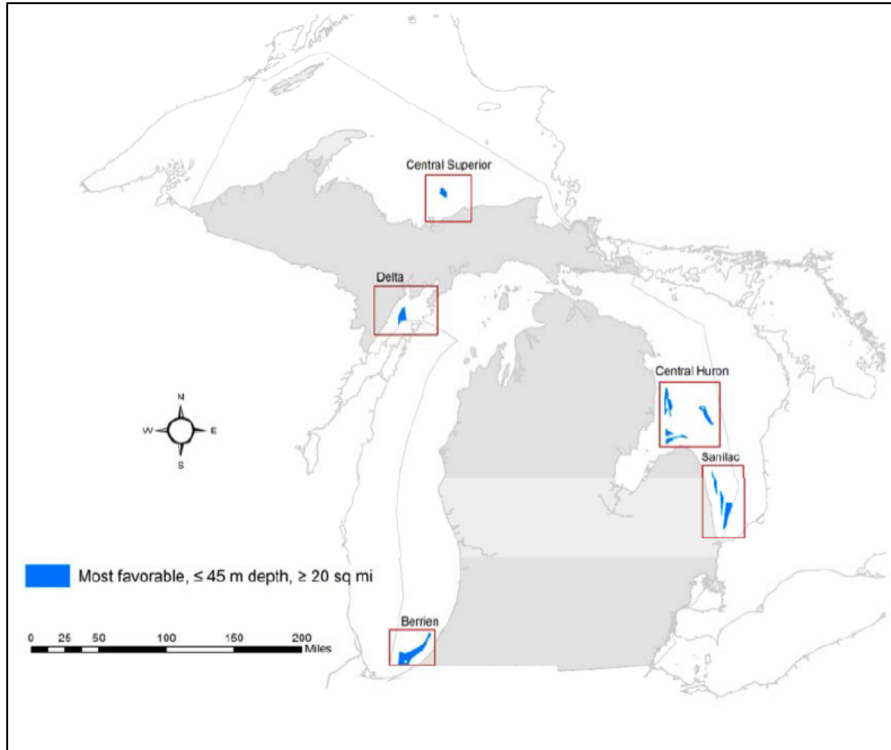 Central Superior
Delta
Central Huron
Sanilac
N
W
E
S
Most favorable, ≤ 45 m depth, ≥ 20 sq mi
Berrien
0 25 50 100 150 200
Miles